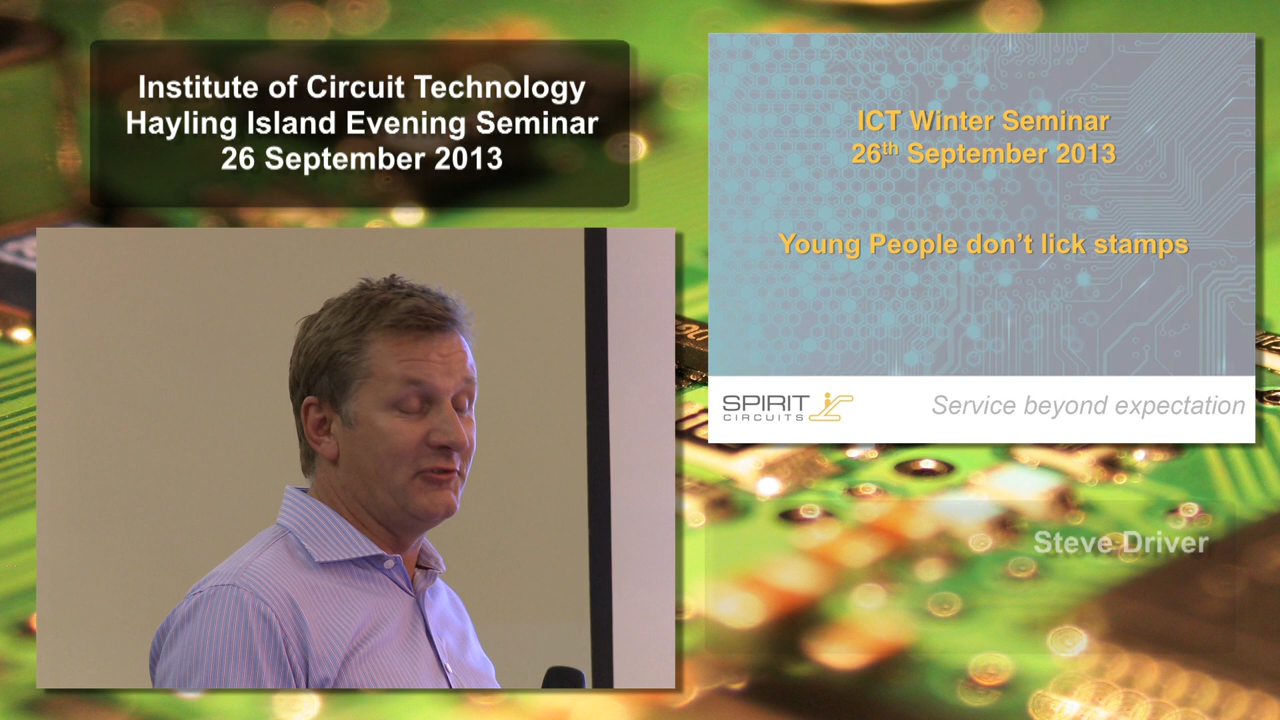 Institute of Circuit Technology
Hayling Island Evening Seminar
26 September 2013
ICT Winter Seminar
26th September 2013
Young People don't lick stamps
SPIRIT
CIRCUITS
Service beyond expectation
Steve Driver